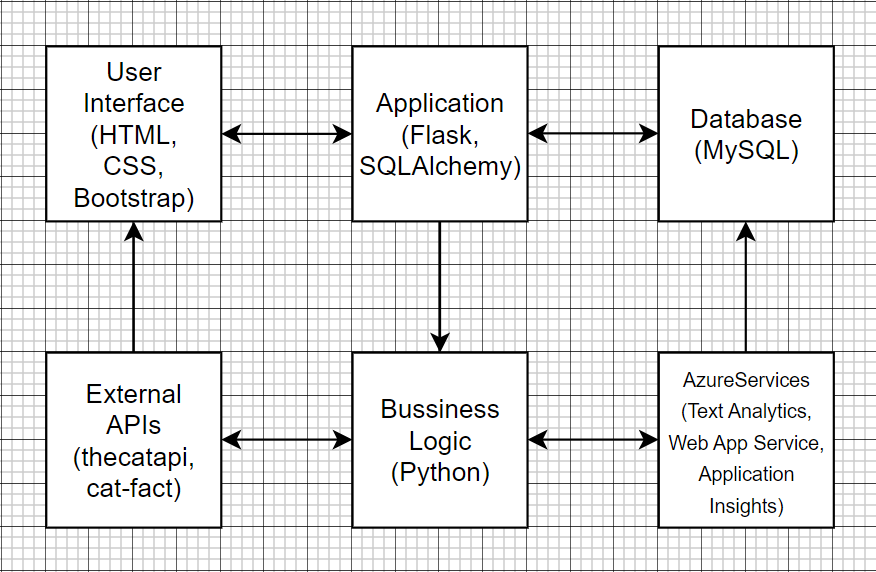 User
Interface
(HTML,
CSS,
Bootstrap)
Application
(Flask,
SQLAlchemy)
Database
(MySQL)
External
APIs
(thecatapi,
cat-fact)
Bussiness
Logic
(Python)
AzureServices
(Text Analytics,
Web App Service,
Application
Insights)